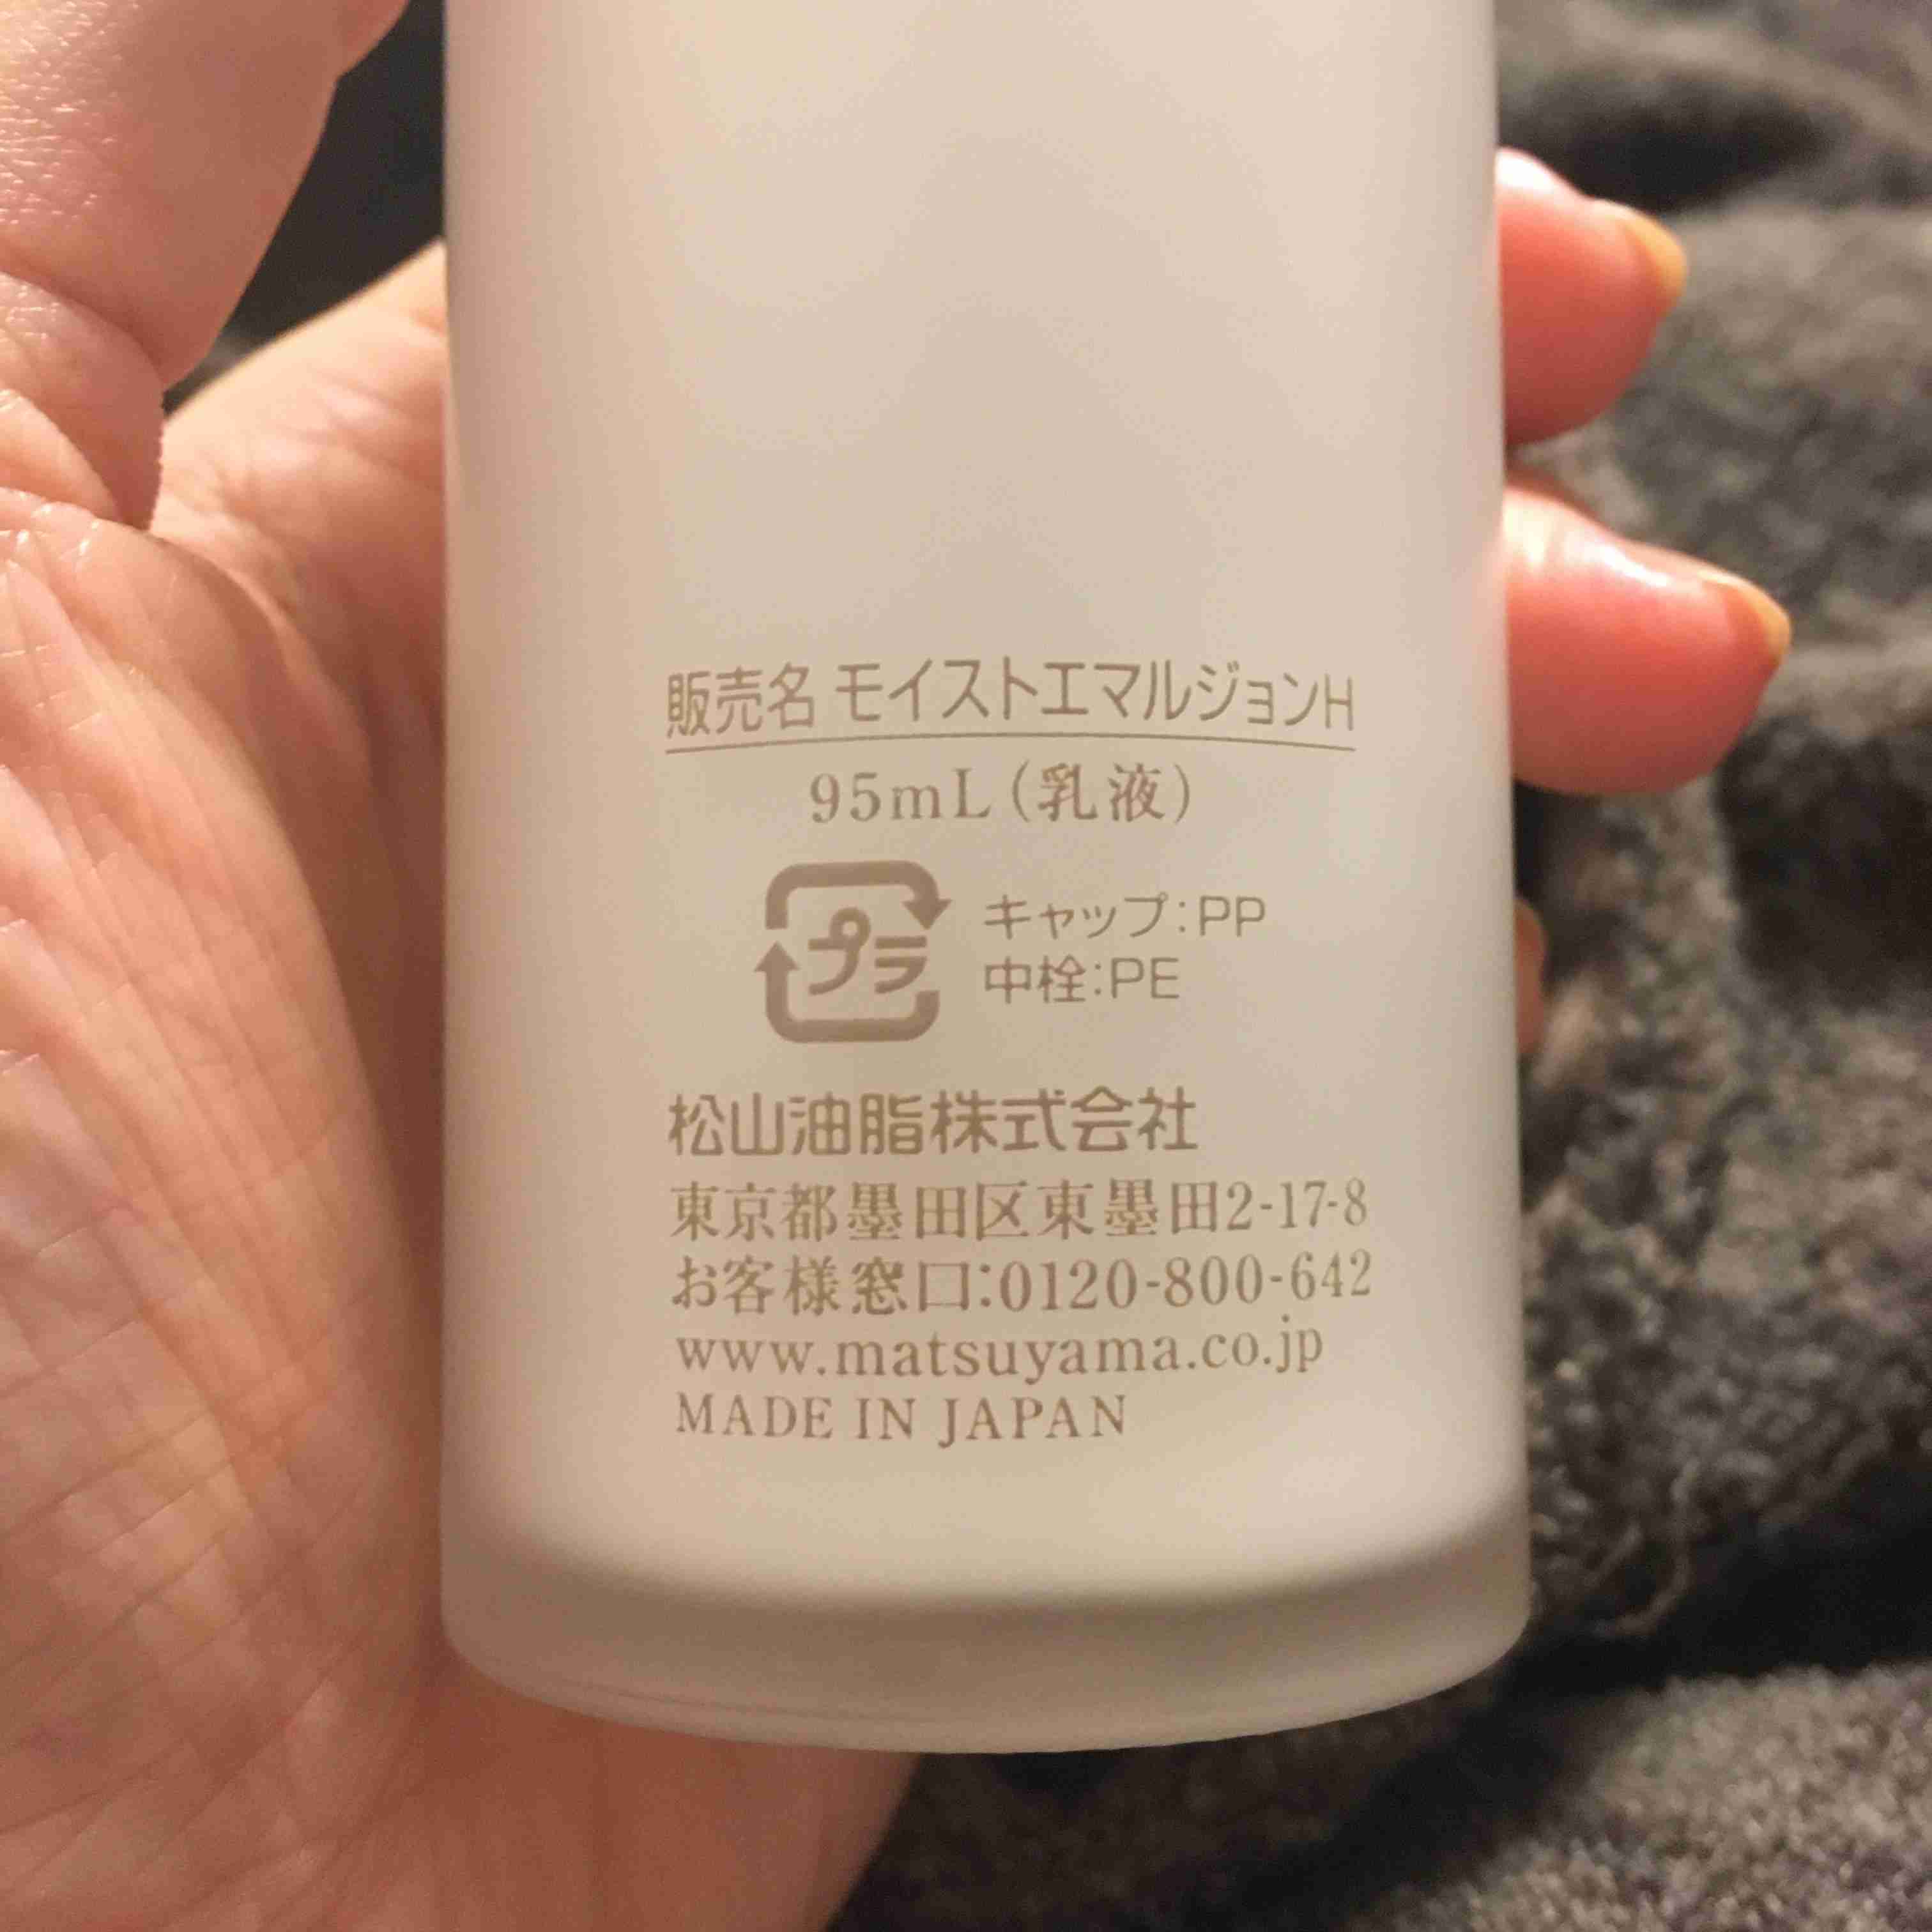 販売名 モイストエマルジョンH
95mL（乳液）
プラ
キャップ：PP
中栓：PE
松山油脂株式会社
東京都墨田区東墨田2-17-8
お客様窓口：0120-800-642
www.matsuyama.co.jp
MADE IN JAPAN